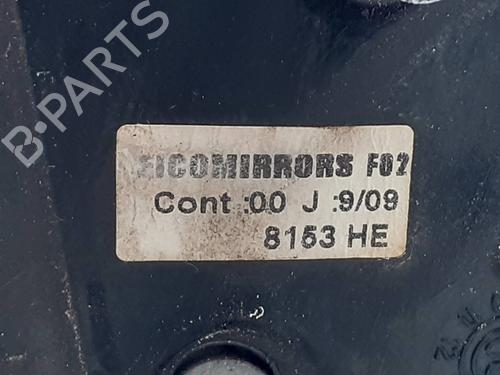 B-PARTS
FICOMIRRORS F02
Cont :00 J :9/09
8153 HE